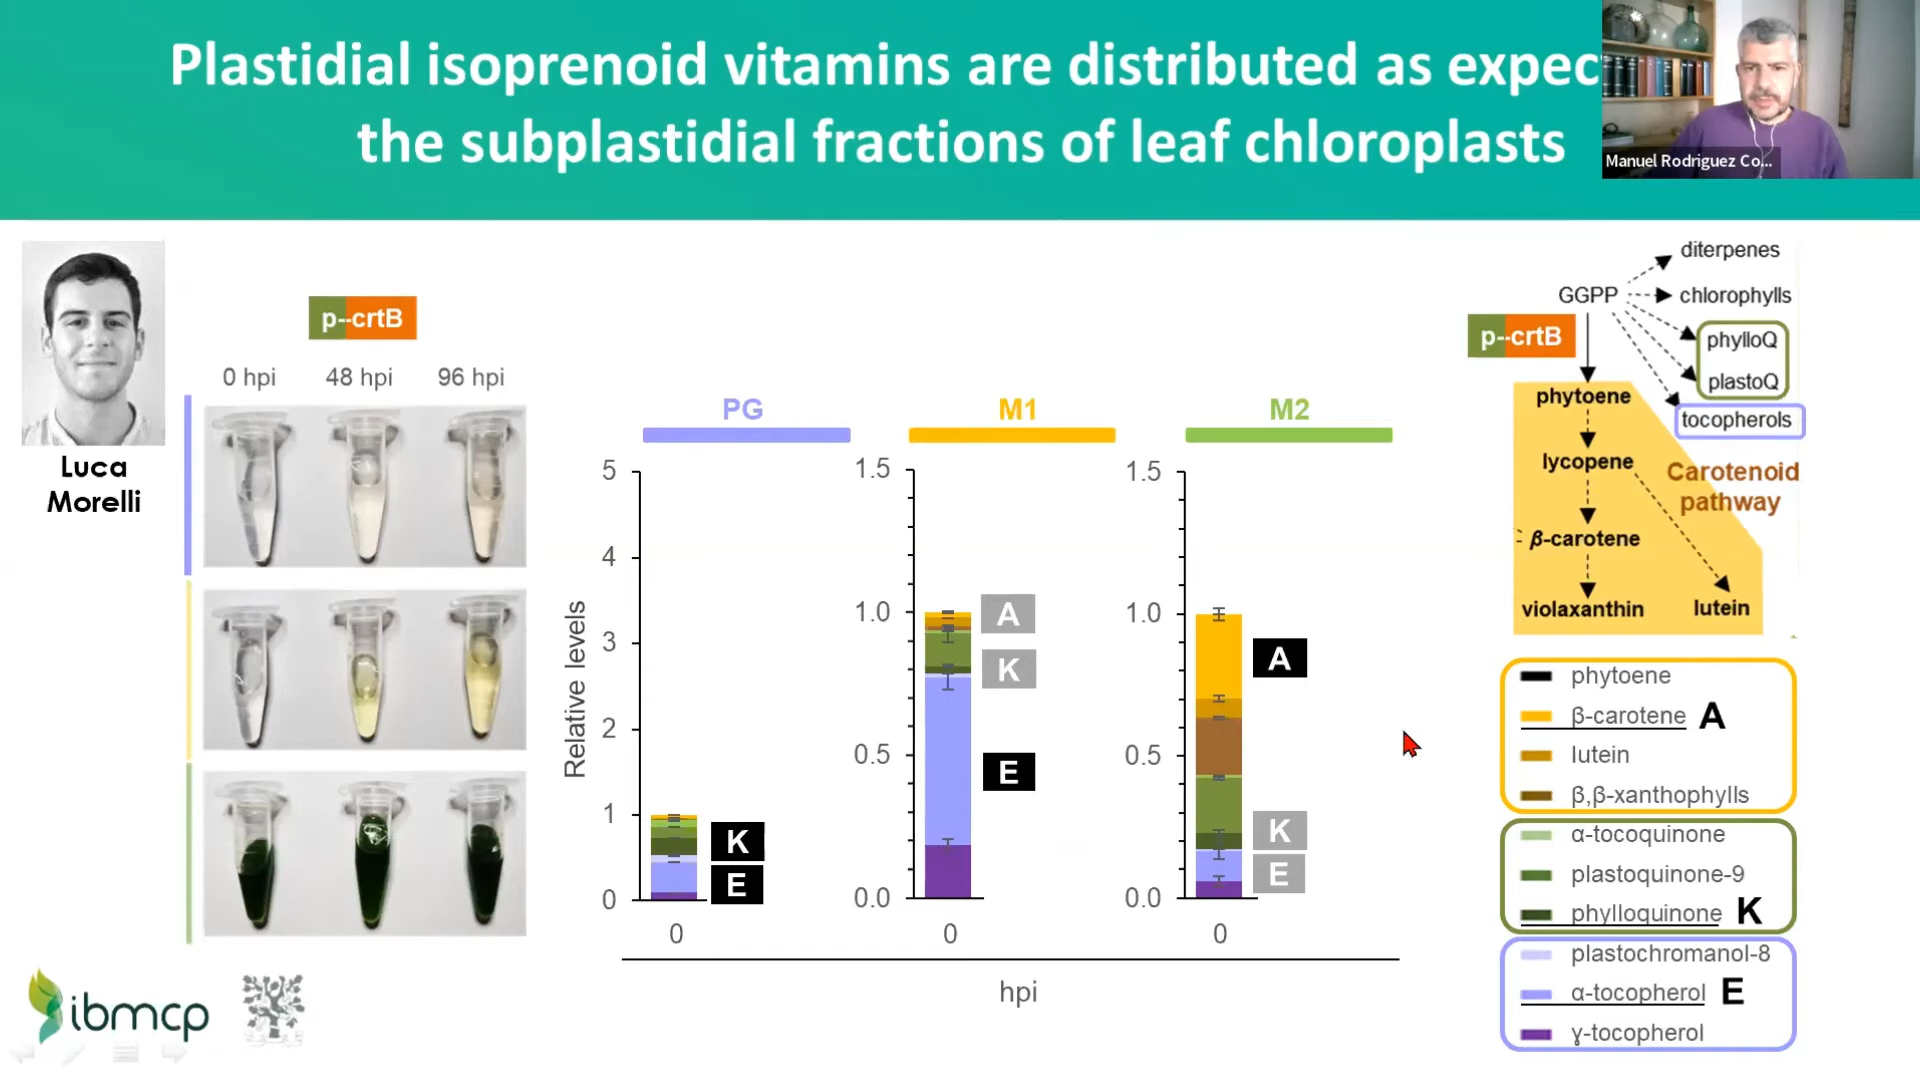 Plastidial isoprenoid vitamins are distributed as expec
the subplastidial fractions of leaf chloroplasts
Manuel Rodriguez Co...
Luca
Morelli
p--crtB
0 hpi 48 hpi 96 hpi
PG
M1
M2
Relative levels
5
4
3
2
1
0
0
K
E
1.5
1.0
0.5
0.0
0
A
K
E
1.5
1.0
0.5
0.0
0
A
K
E
hpi
diterpenes
GGPP
chlorophylls
p--crtB
phylloQ
plastoQ
tocopherols
phytoene
lycopene
Carotenoid
pathway
β-carotene
violaxanthin
lutein
phytoene
β-carotene A
lutein
β,β-xanthophylls
α-tocoquinone
plastoquinone-9
phylloquinone K
plastochromanol-8
α-tocopherol E
ɣ-tocopherol
ibmcp